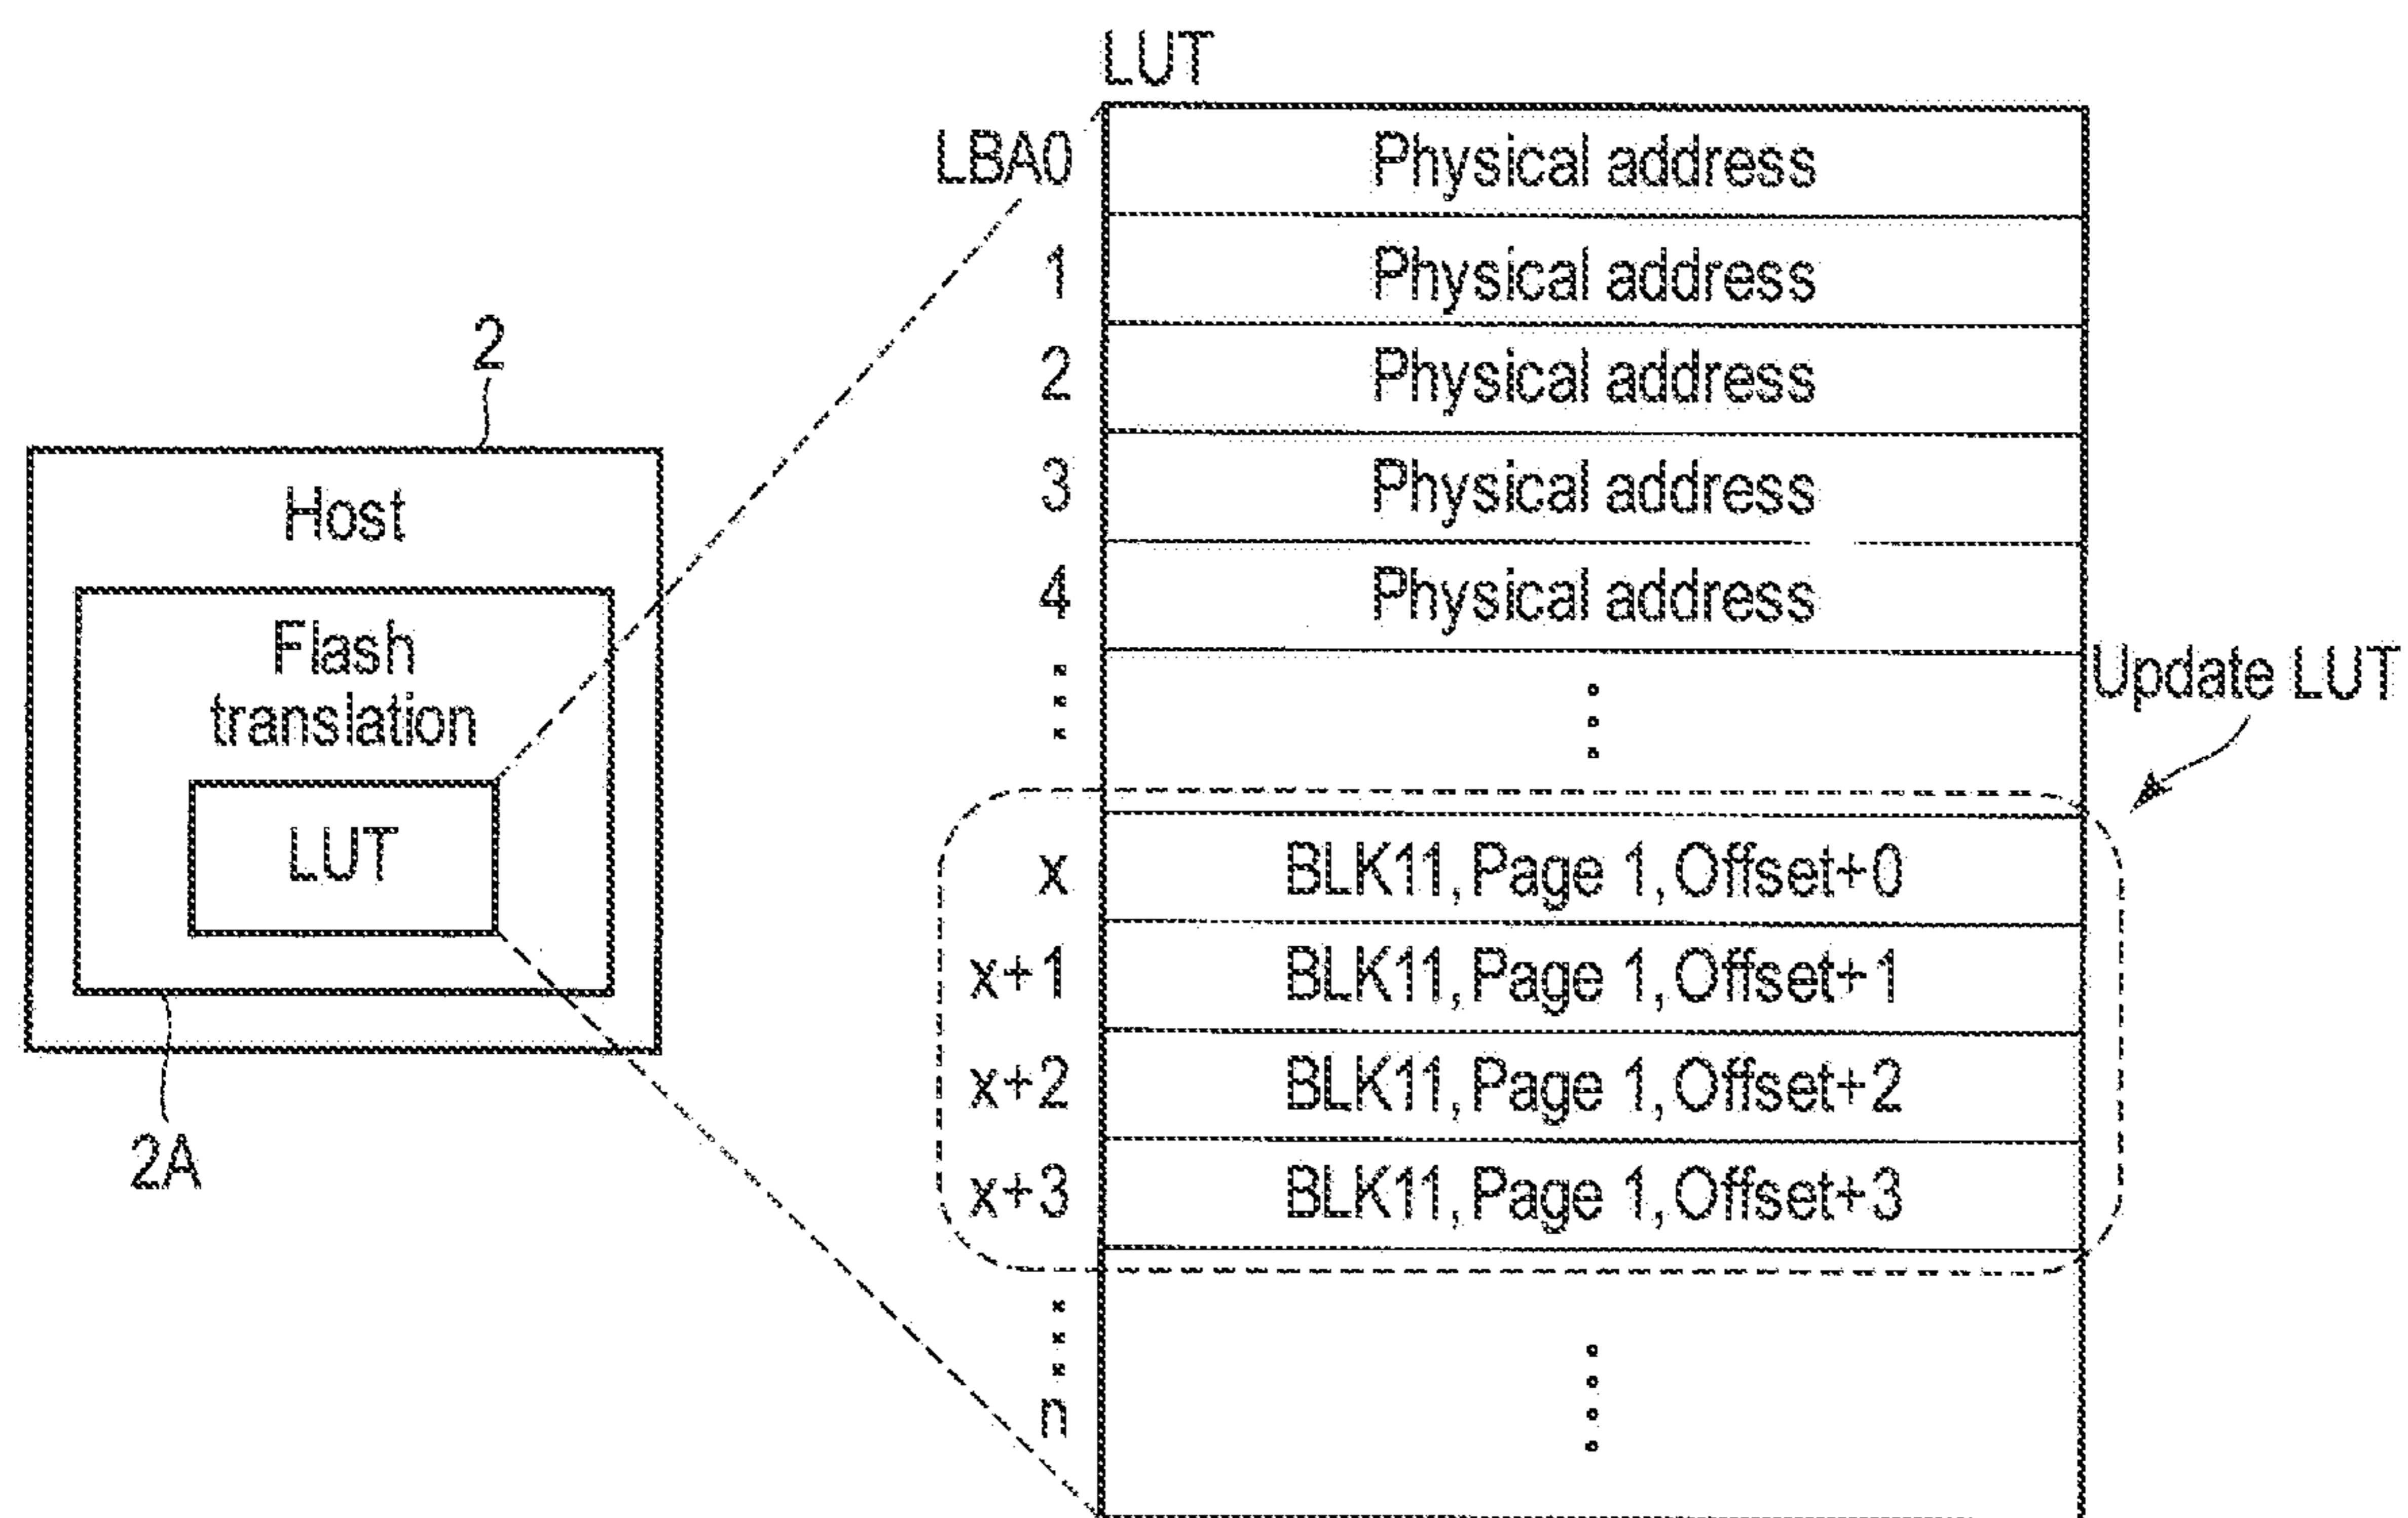 2
Host
Flash
translation
LUT
2A
LUT
LBA0 Physical address
1 Physical address
2 Physical address
3 Physical address
4 Physical address
Update LUT
x BLK11, Page 1, Offset+0
x+1 BLK11, Page 1, Offset+1
x+2 BLK11, Page 1, Offset+2
x+3 BLK11, Page 1, Offset+3
n